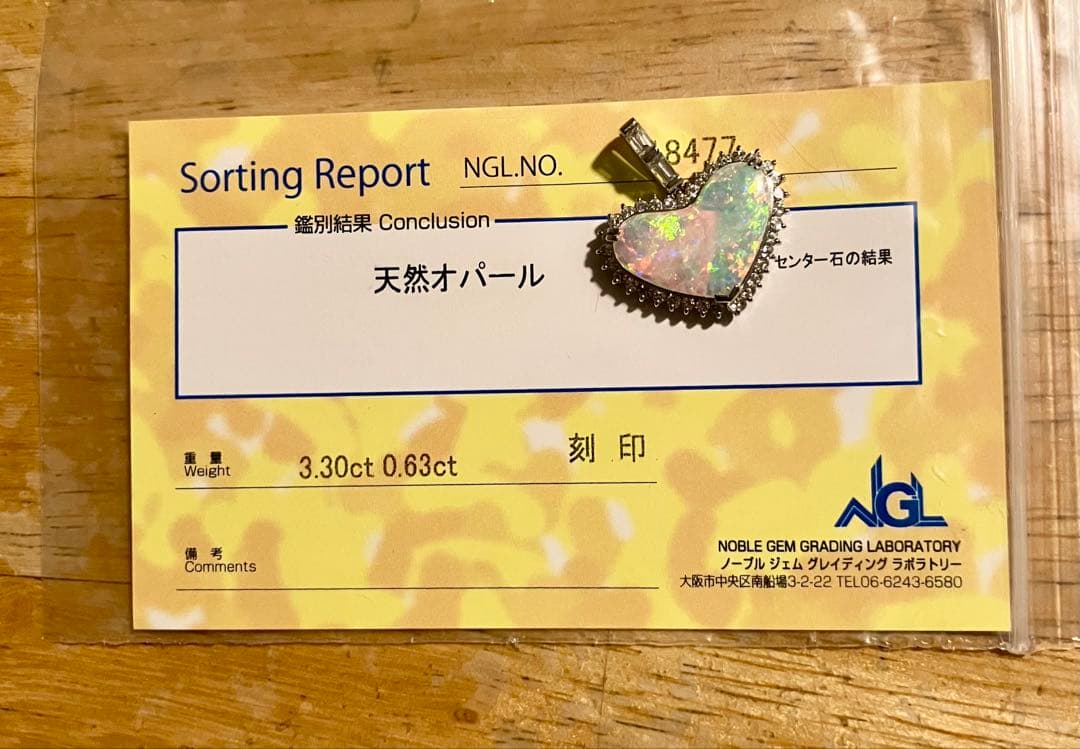 Sorting Report NGL.NO. 8477
鑑別結果 Conclusion
天然オパール
センター石の結果
重量
Weight
3.30ct 0.63ct 刻印
備考
Comments
NGL
NOBLE GEM GRADING LABORATORY
ノーブル ジェム グレイディング ラボラトリー
大阪市中央区南船場3-2-22 TEL06-6243-6580